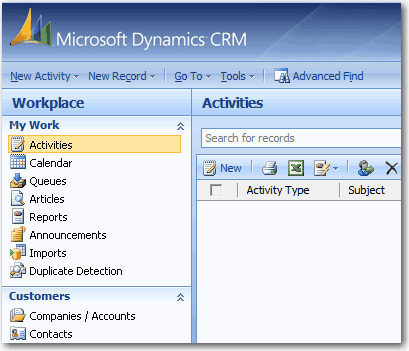 Microsoft Dynamics CRM
New Activity New Record Go To Tools Advanced Find
Workplace
My Work
Activities
Calendar
Queues
Articles
Reports
Announcements
Imports
Duplicate Detection
Customers
Companies / Accounts
Contacts
Activities
Search for records
New
Activity Type Subject